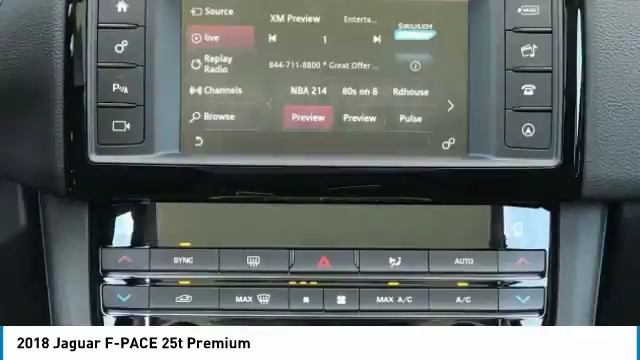 Source
XM Preview
Enterta...
SiriusXM
live
1
Replay
Radio
844-711-8800 * Great Offer...
Channels
NBA 214
80s on 8
Rdhouse
Browse
Preview
Preview
Pulse
SYNC
AUTO
MAX
MAX A/C
A/C
2018 Jaguar F-PACE 25t Premium